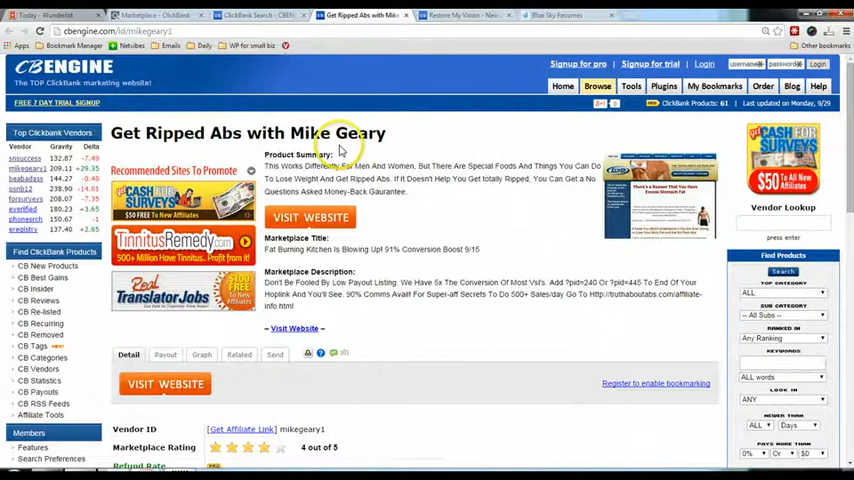 Today - Wunderlist
Marketplace - ClickBank
ClickBank Search - CBEN
Get Ripped Abs with Mike
Restore My Vision - New...
Blue Sky Resumes
cbengine.com/id/mikegeary1
Apps
Bookmark Manager
Netvibes
Emails
Daily
WP for small biz
Other bookmarks
CBENGINE
The TOP ClickBank marketing website!
Signup for pro
Signup for trial
Login
username
password
Login
Home
Browse
Tools
Plugins
My Bookmarks
Order
Blog
Help
FREE 7 DAY TRIAL SIGNUP
g+1
0
NEW
ClickBank Products: 61
Last updated on Monday, 9/29
Top Clickbank Vendors
Vendor Gravity Delta
snsuccess 132.87 -7.49
mikegeary1 209.11 +29.35
beabadass 218.91 -7.51
osnb12 238.90 -14.61
forsurveys 208.07 -7.35
everified 180.23 +3.65
phonesrch 150.67 -1
eregistry 137.40 +2.65
Find ClickBank Products
CB New Products
CB Best Gains
CB Insider
CB Reviews
CB Re-listed
CB Recurring
CB Removed
CB Tags NEW!
CB Categories
CB Vendors
CB Statistics
CB Payouts
CB RSS Feeds
Affiliate Tools
Members
Features
Search Preferences
Get Ripped Abs with Mike Geary
Recommended Sites
get CASH FOR SURVEYS
$50 FREE To New Affiliates
TinnitusRemedy.com
500+ Million Have Tinnitus.. Profit from it!
Real Translator Jobs
$100 FREE To New Affiliates
Product Summary:
This Works Differently For Men And Women, But There Are Special Foods And Things You Can Do
To Lose Weight And Get Ripped Abs. If It Doesn't Help You Get totally Ripped, You Can Get a No
Questions Asked Money-Back Gaurantee.
VISIT WEBSITE
Marketplace Title:
Fat Burning Kitchen Is Blowing Up! 91% Conversion Boost 9/15
Marketplace Description:
Don't Be Fooled By Low Payout Listing. We Have 5x The Conversion Of Most Vsl's. Add ?pid=240 Or ?pid=445 To End Of Your
Hoplink And You'll See. 90% Comms Avail! For Super-aff Secrets To Do 500+ Sales/day Go To Http://truthaboutabs.com/affiliate-
info.html
-- Visit Website --
Detail
Payout
Graph
Related
Send
(0)
VISIT WEBSITE
Register to enable bookmarking
Vendor ID
[Get Affiliate Link] mikegeary1
Marketplace Rating
4 out of 5
Refund Rate
PRO
get CASH FOR SURVEYS
$50 To All New Affiliates
Vendor Lookup
press enter
Find Products
Search
TOP CATEGORY
ALL
SUB CATEGORY
-- All Subs --
RANKED IN
Any Ranking
KEYWORDS
ALL words
LOOK IN
ANY
NEWER THAN
ALL
Days
PAYS MORE THAN
0%
Or
$0